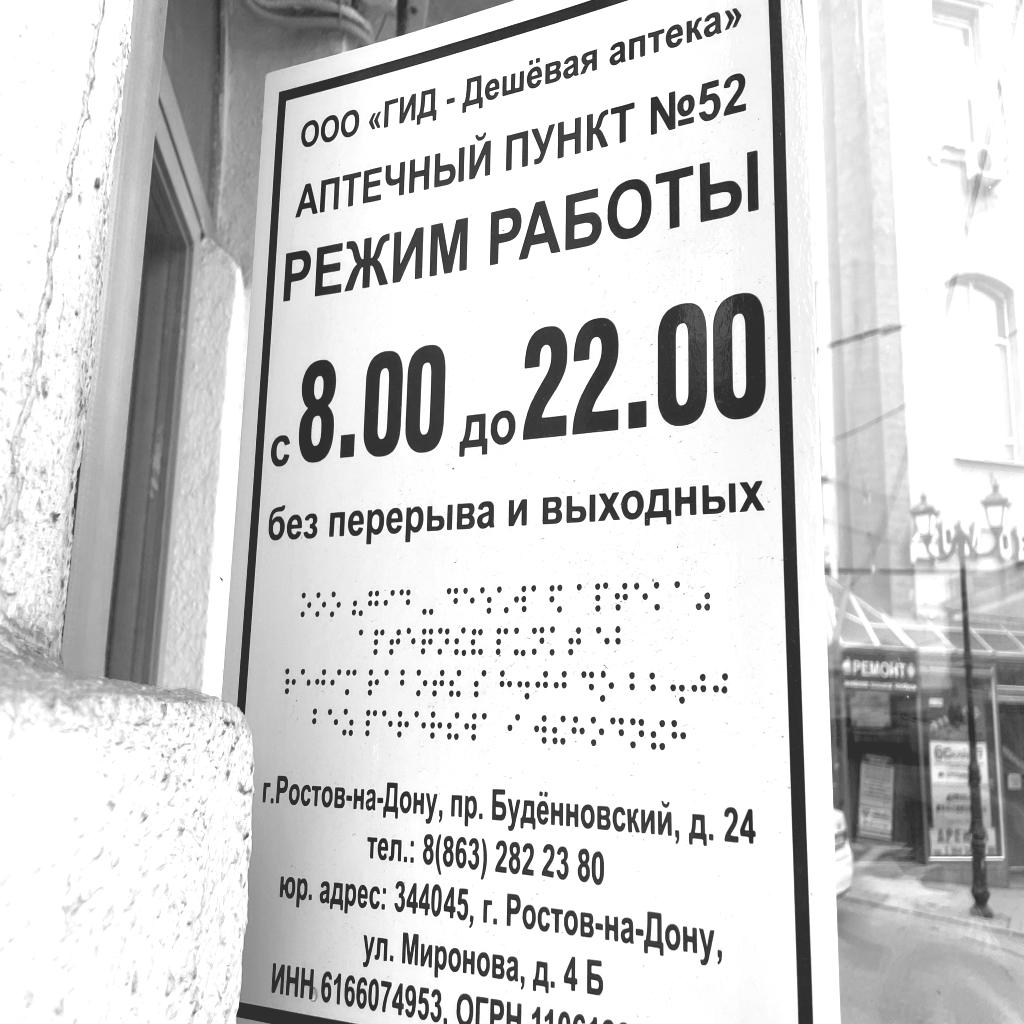 ООО «ГИД - Дешёвая аптека»
АПТЕЧНЫЙ ПУНКТ №52
РЕЖИМ РАБОТЫ
с 8.00 до 22.00
без перерыва и выходных
г.Ростов-на-Дону, пр. Будённовский, д. 24
тел.: 8(863) 282 23 80
юр. адрес: 344045, г. Ростов-на-Дону,
ул. Миронова, д. 4 Б
ИНН 6166074953, ОГРН
РЕМОНТ